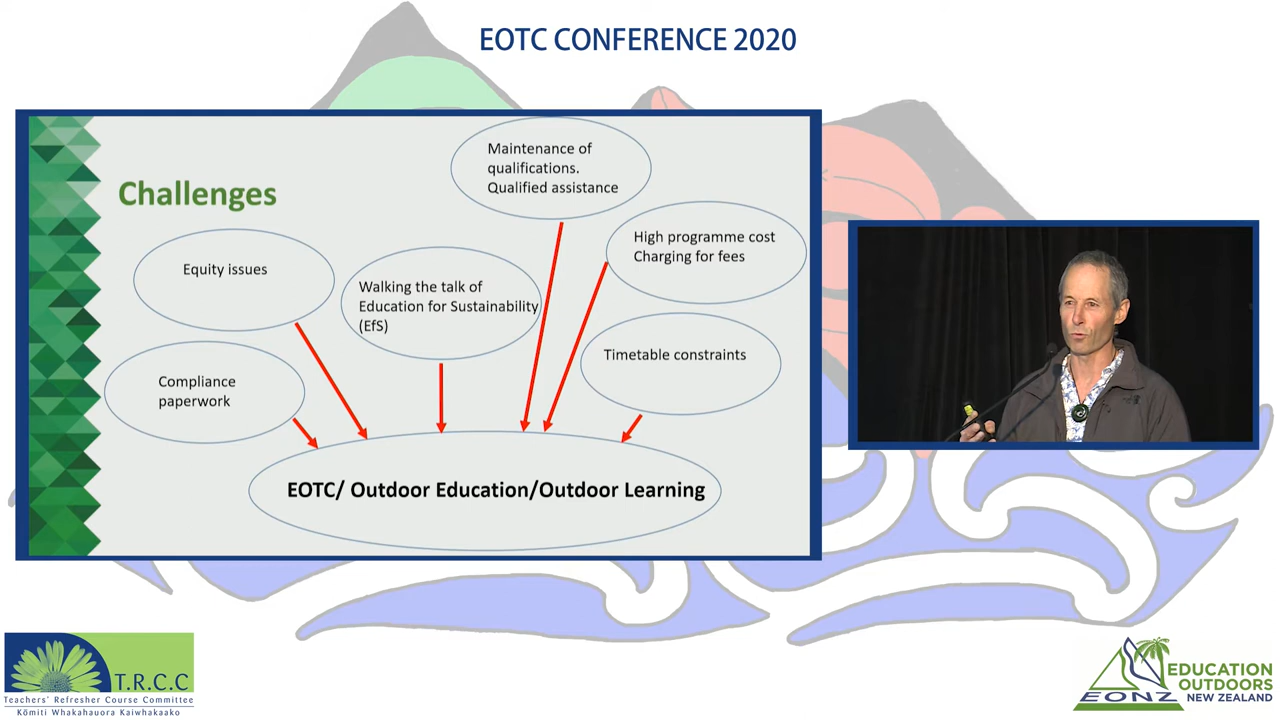 EOTC CONFERENCE 2020
Challenges
Maintenance of
qualifications.
Qualified assistance
High programme cost
Charging for fees
Equity issues
Walking the talk of
Education for Sustainability
(EfS)
Timetable constraints
Compliance
paperwork
EOTC/ Outdoor Education/Outdoor Learning
T.R.C.C
Teachers' Refresher Course Committee
Kōmiti Whakahauora Kaiwhakaako
EONZ
EDUCATION
OUTDOORS
NEW ZEALAND